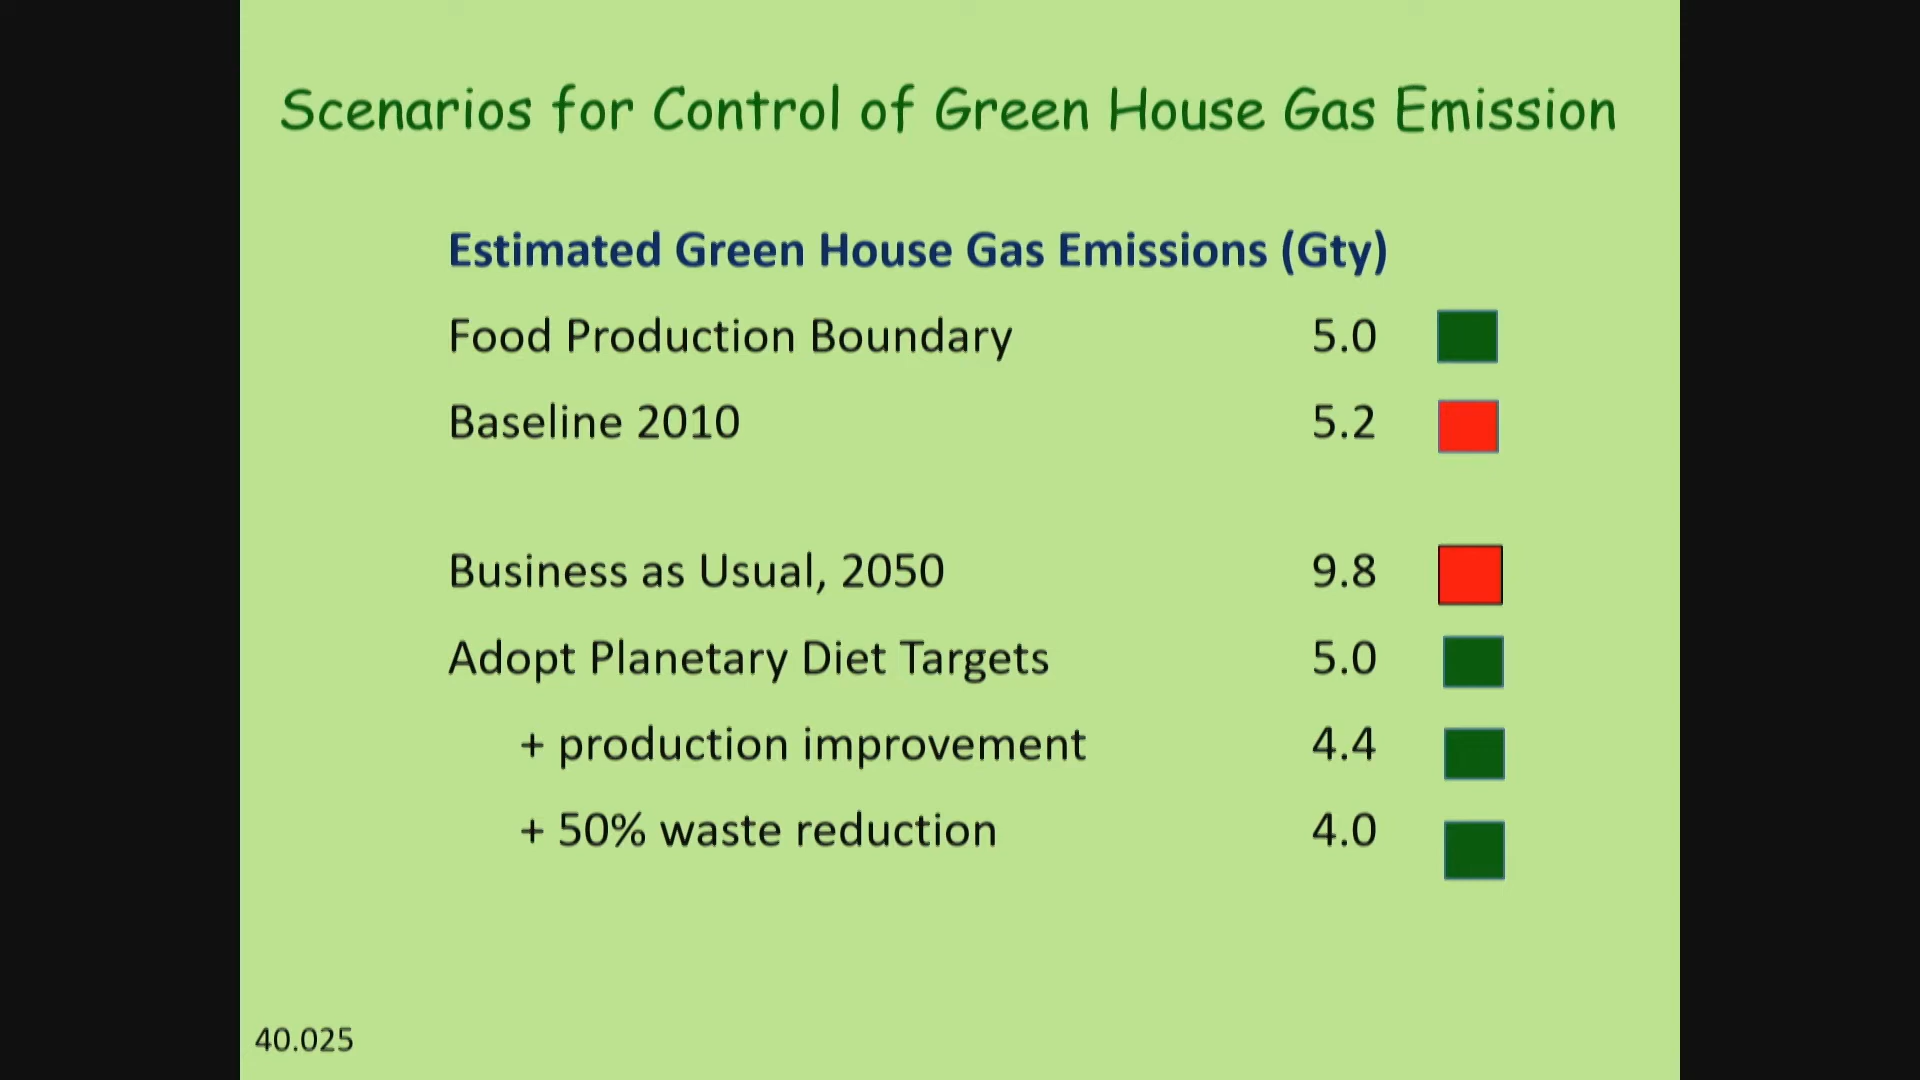 Scenarios for Control of Green House Gas Emission
Estimated Green House Gas Emissions (Gty)
Food Production Boundary 5.0
Baseline 2010 5.2
Business as Usual, 2050 9.8
Adopt Planetary Diet Targets 5.0
+ production improvement 4.4
+ 50% waste reduction 4.0
40.025